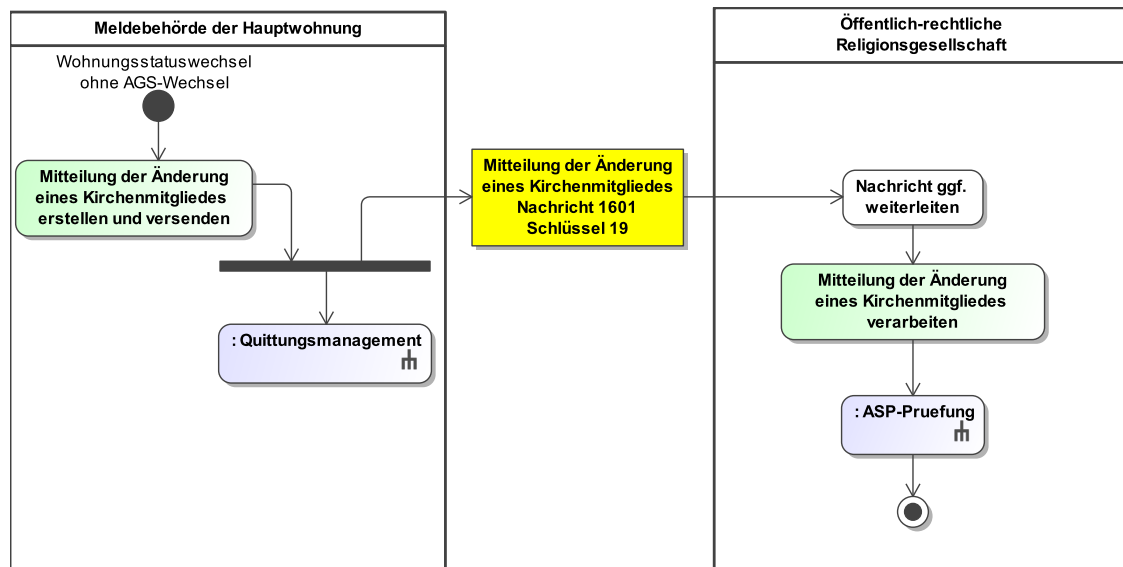 Meldebehörde der Hauptwohnung
Wohnungsstatuswechsel
ohne AGS-Wechsel
Mitteilung der Änderung
eines Kirchenmitgliedes
erstellen und versenden
: Quittungsmanagement
Mitteilung der Änderung
eines Kirchenmitgliedes
Nachricht 1601
Schlüssel 19
Öffentlich-rechtliche
Religionsgesellschaft
Nachricht ggf.
weiterleiten
Mitteilung der Änderung
eines Kirchenmitgliedes
verarbeiten
: ASP-Pruefung